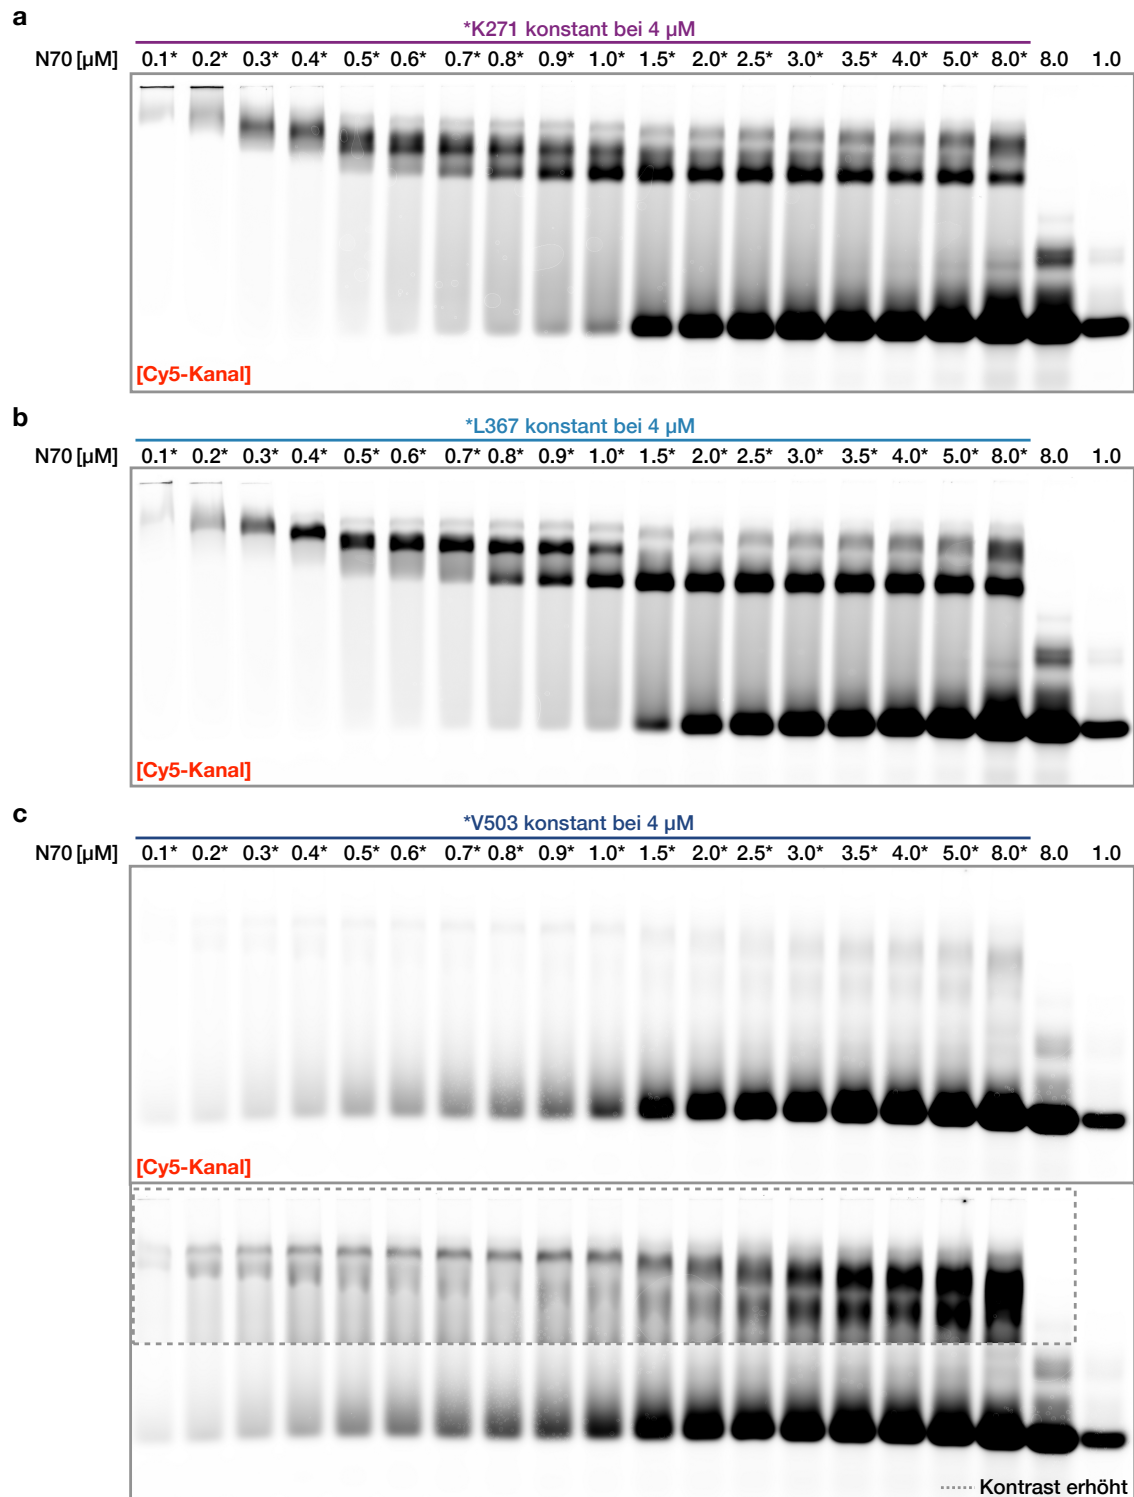 a
*K271 konstant bei 4 µM
N70 [µM] 0.1* 0.2* 0.3* 0.4* 0.5* 0.6* 0.7* 0.8* 0.9* 1.0* 1.5* 2.0* 2.5* 3.0* 3.5* 4.0* 5.0* 8.0* 8.0 1.0
[Cy5-Kanal]
b
*L367 konstant bei 4 µM
N70 [µM] 0.1* 0.2* 0.3* 0.4* 0.5* 0.6* 0.7* 0.8* 0.9* 1.0* 1.5* 2.0* 2.5* 3.0* 3.5* 4.0* 5.0* 8.0* 8.0 1.0
[Cy5-Kanal]
c
*V503 konstant bei 4 µM
N70 [µM] 0.1* 0.2* 0.3* 0.4* 0.5* 0.6* 0.7* 0.8* 0.9* 1.0* 1.5* 2.0* 2.5* 3.0* 3.5* 4.0* 5.0* 8.0* 8.0 1.0
[Cy5-Kanal]
Kontrast erhöht